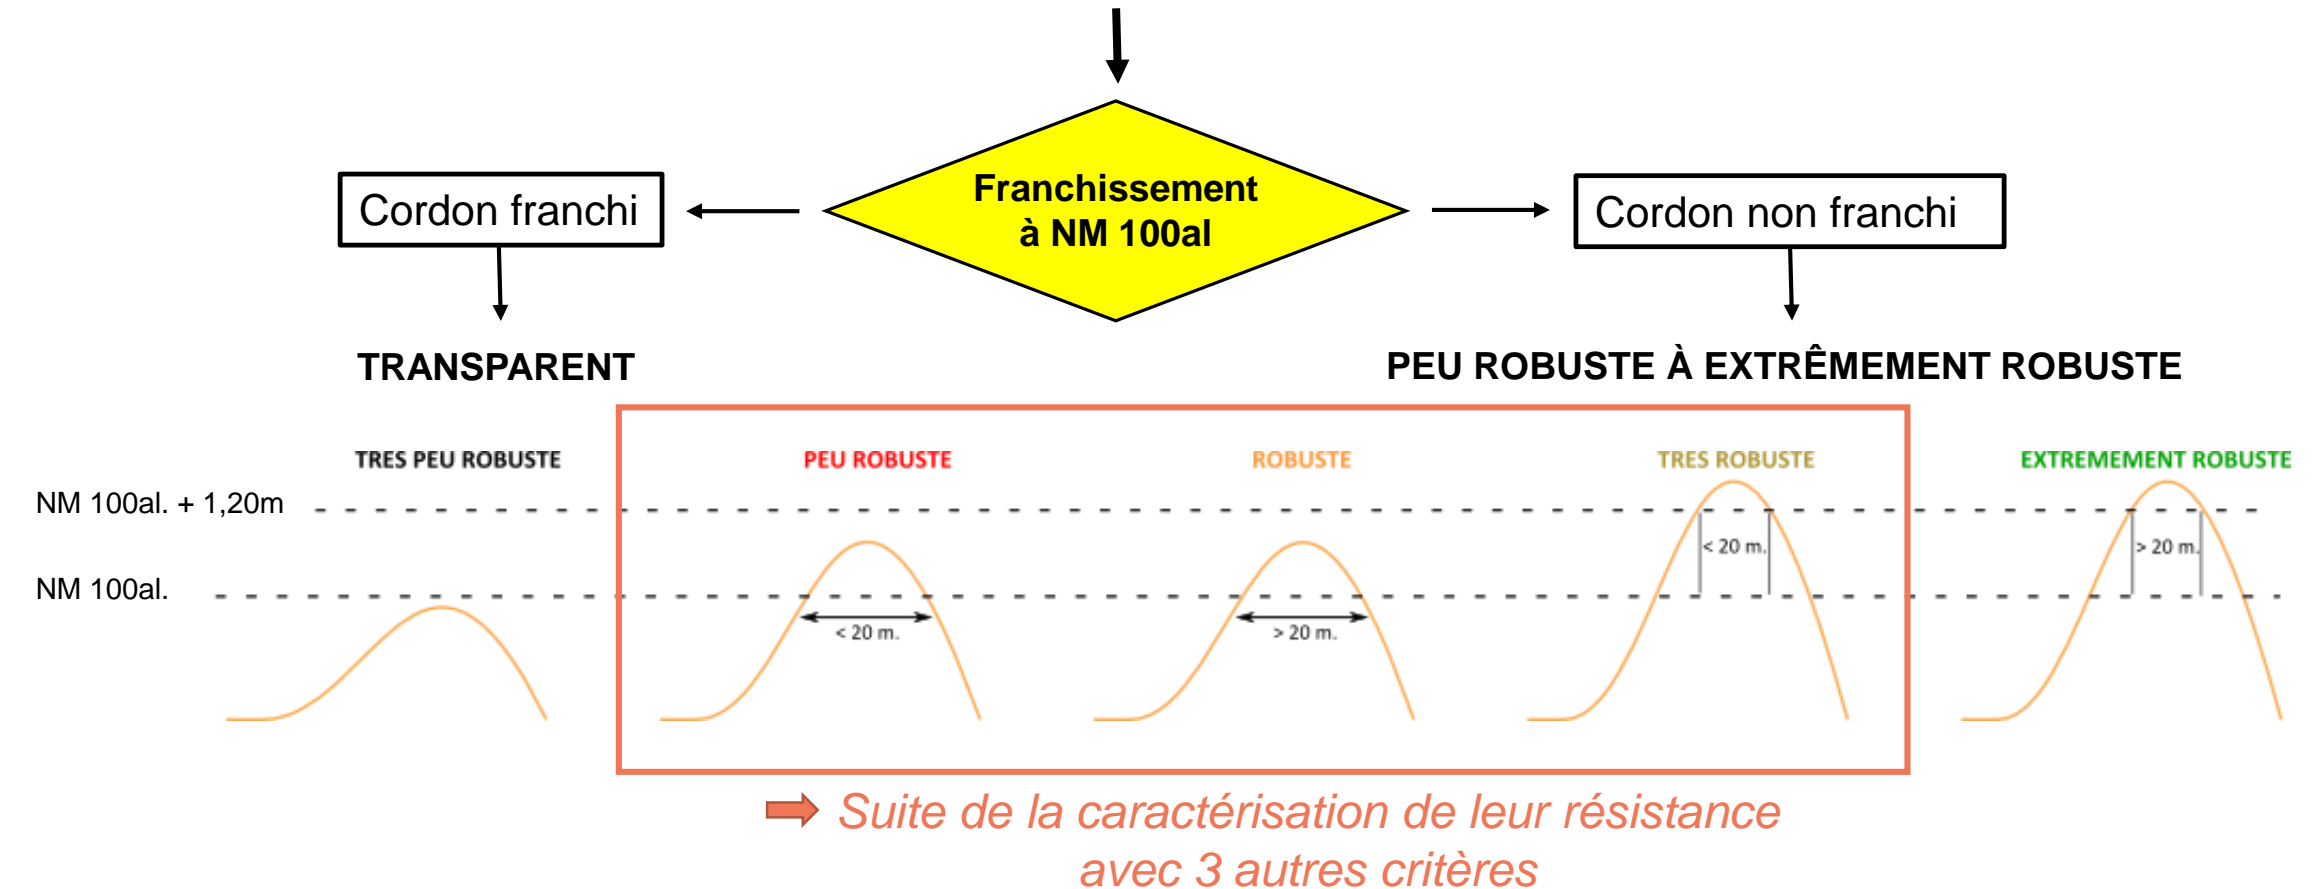 Franchissement
à NM 100al
Cordon franchi
Cordon non franchi
TRANSPARENT
PEU ROBUSTE À EXTRÊMEMENT ROBUSTE
TRES PEU ROBUSTE
PEU ROBUSTE
ROBUSTE
TRES ROBUSTE
EXTREMEMENT ROBUSTE
NM 100al. + 1,20m
< 20 m.
> 20 m.
NM 100al.
< 20 m.
> 20 m.
Suite de la caractérisation de leur résistance
avec 3 autres critères